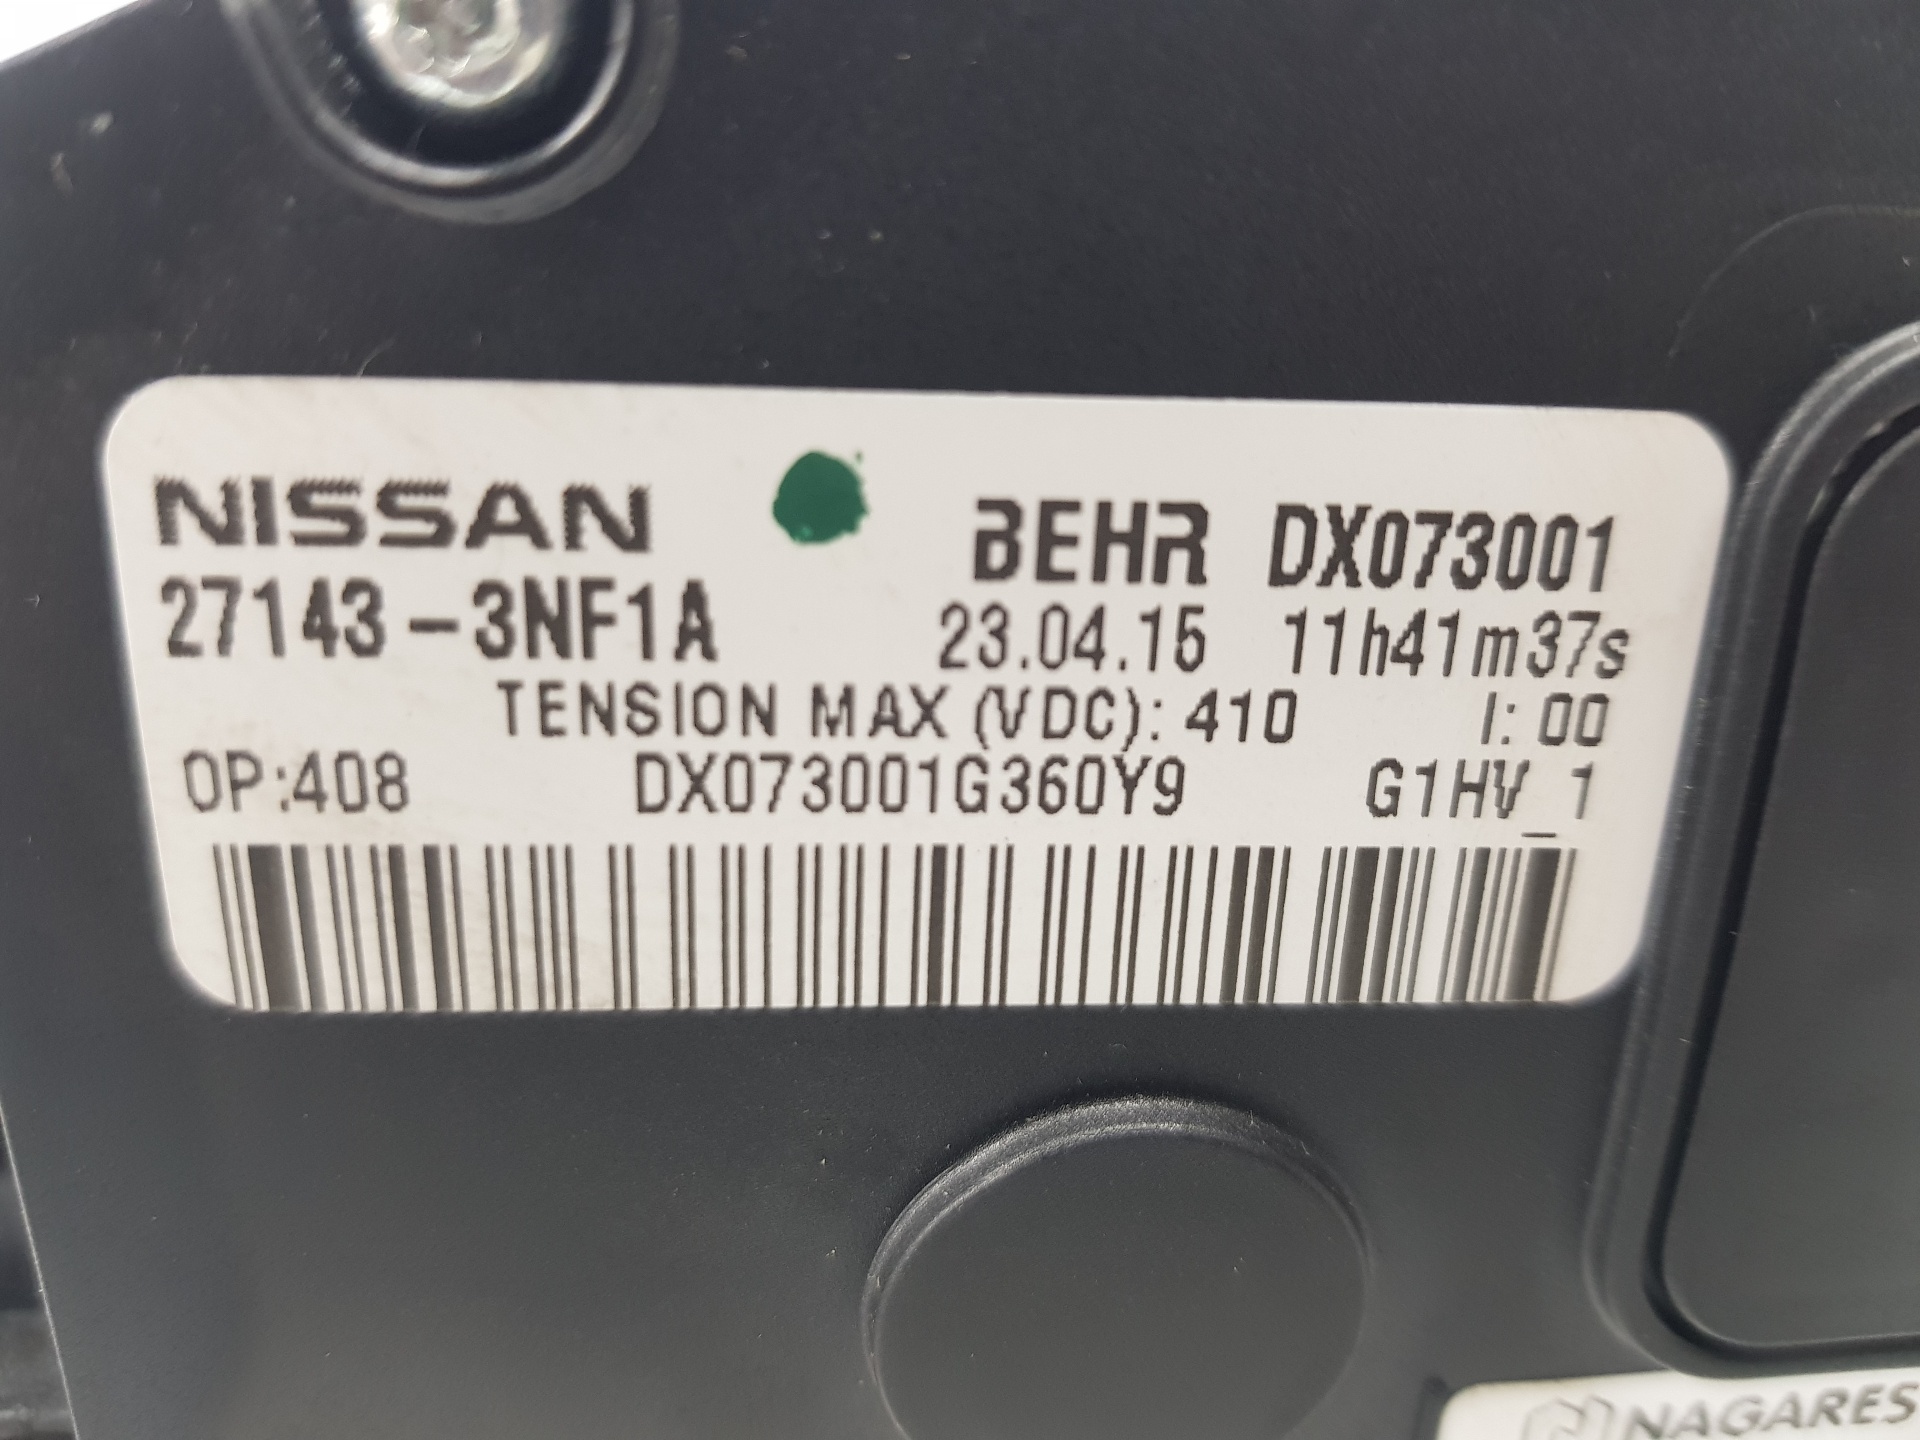 NISSAN BEHR DX073001
27143-3NF1A 23.04.15 11h41m37s
TENSION MAX (VDC): 410 I: 00
OP:408 DX073001G360Y9 G1HV_1
NAGARES